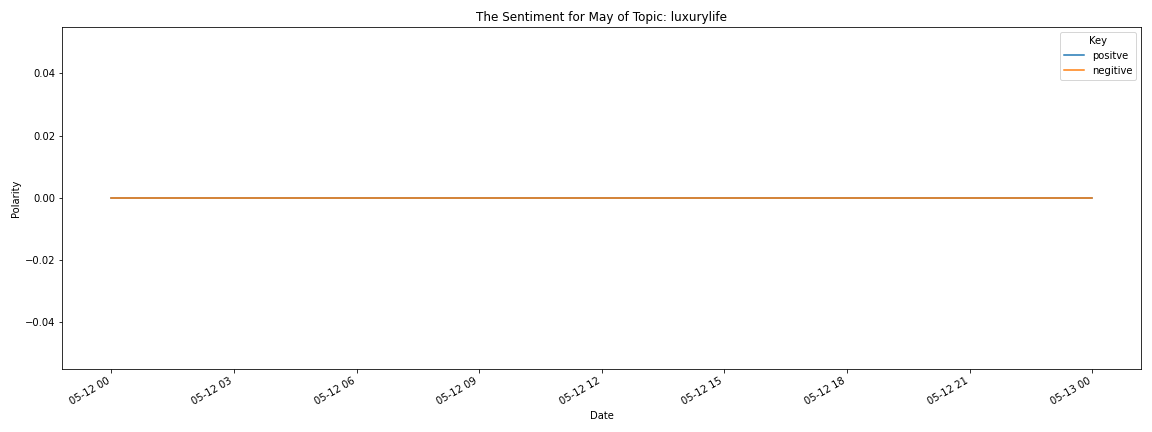 The Sentiment for May of Topic: luxurylife
Key
positve
negitive
Polarity
0.04
0.02
0.00
−0.02
−0.04
05-12 00
05-12 03
05-12 06
05-12 09
05-12 12
05-12 15
05-12 18
05-12 21
05-13 00
Date